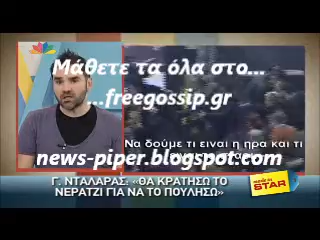 Μάθετε τα όλα στο...
...freegossip.gr
Να δούμε τι ειναι η ηρα και τι
news-piper.blogspot.com
Γ. ΝΤΑΛΑΡΑΣ: «ΘΑ ΚΡΑΤΗΣΩ ΤΟ
ΝΕΡΑΤΖΙ ΓΙΑ ΝΑ ΤΟ ΠΟΥΛΗΣΩ»
STAR